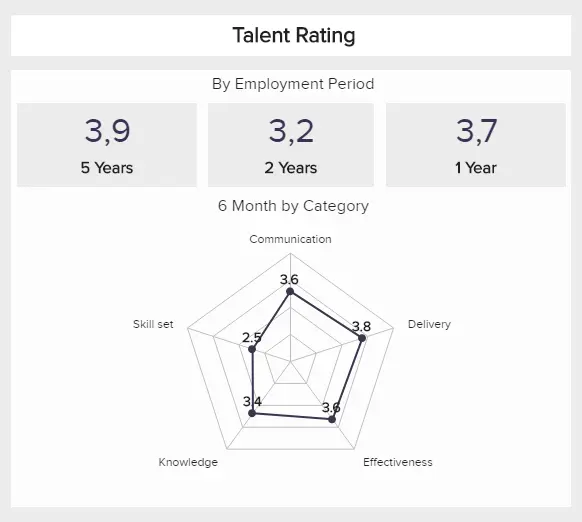 Talent Rating
By Employment Period
3,9 3,2 3,7
5 Years 2 Years 1 Year
6 Month by Category
Communication
3.6
Skill set Delivery
3.8
2.5
3.4
3.6
Knowledge Effectiveness